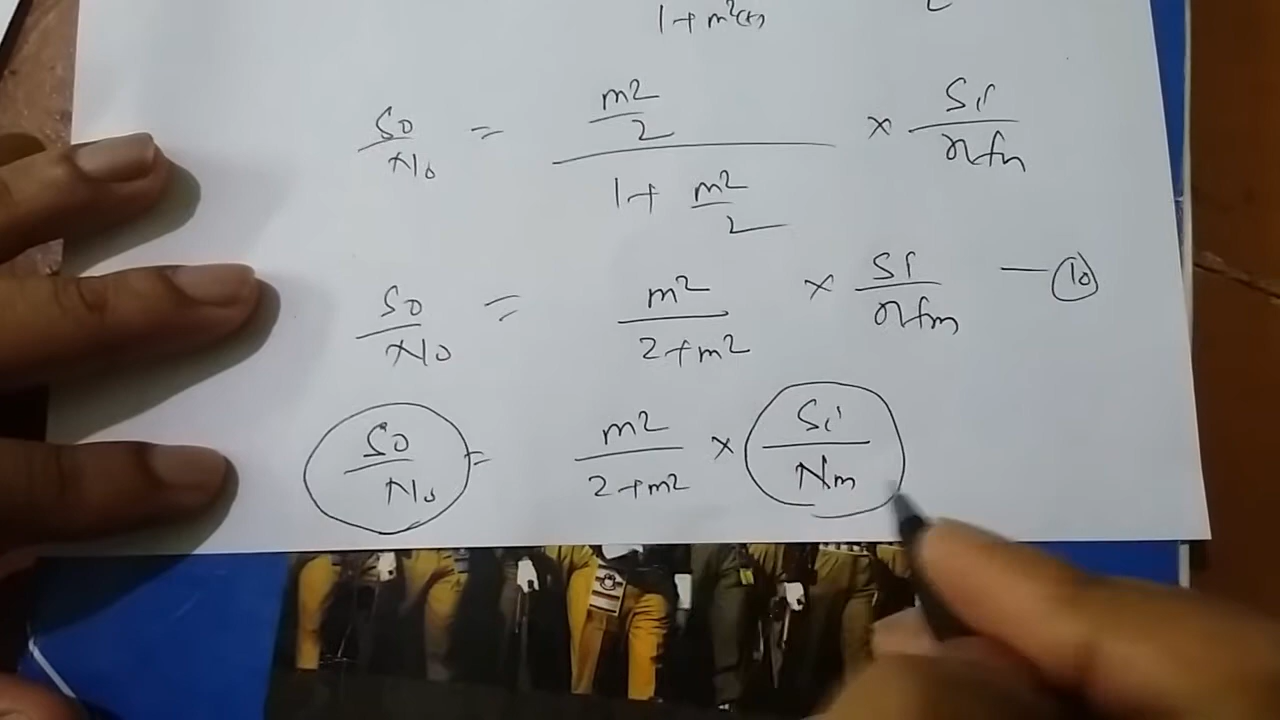 1 + m²(t) 2
So/No = (m²/2)/(1 + m²/2) × Si/ηfm
So/No = m²/(2+m²) × Si/ηfm — ⑩
So/No = m²/(2+m²) × Si/Nm